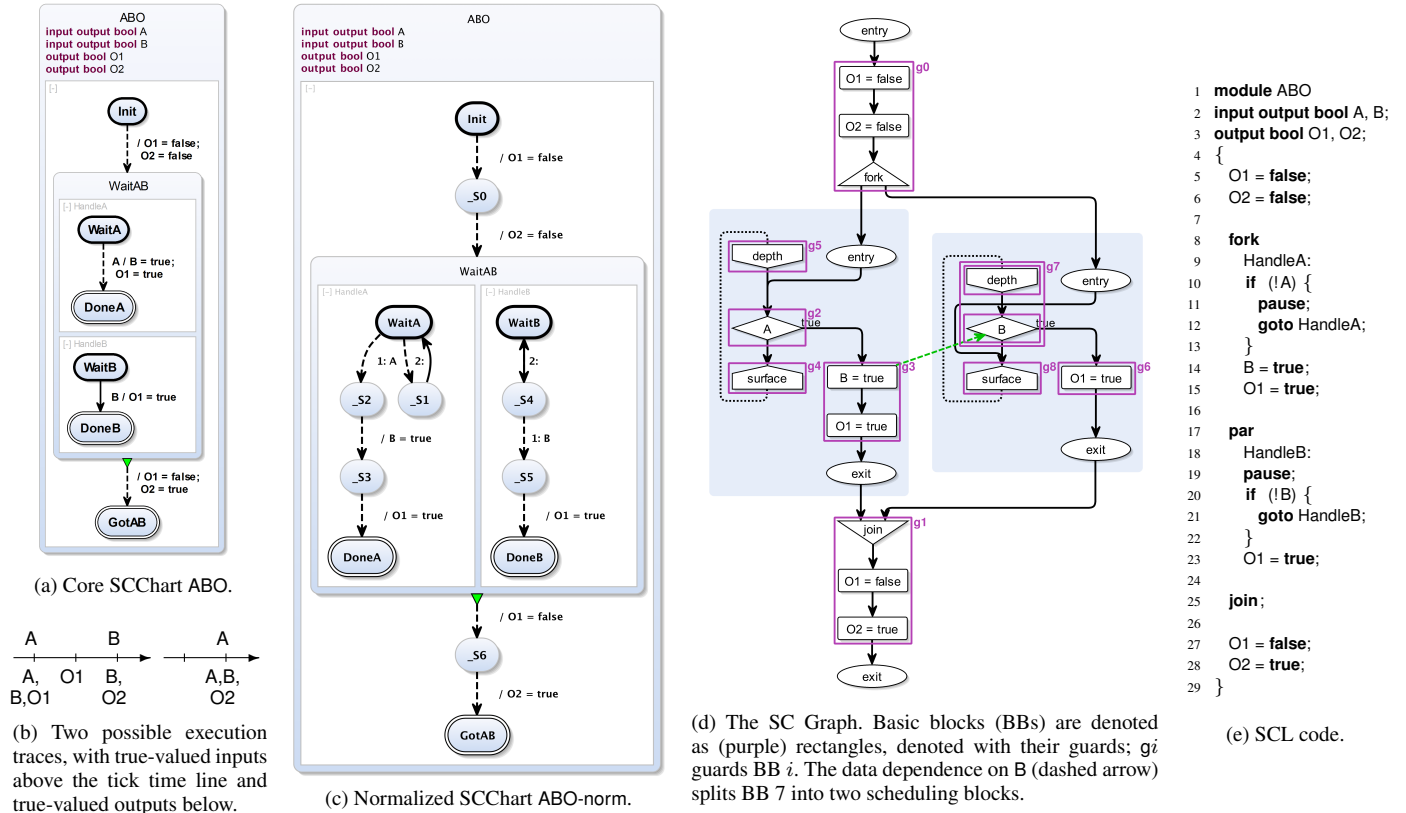 ABO
input output bool A
input output bool B
output bool O1
output bool O2
[-]
Init
/ O1 = false;
O2 = false
WaitAB
[-] HandleA
WaitA
A / B = true;
O1 = true
DoneA
[-] HandleB
WaitB
B / O1 = true
DoneB
/ O1 = false;
O2 = true
GotAB
(a) Core SCChart ABO.
A B A
A, O1 B, A,B,
B,O1 O2 O2
(b) Two possible execution
traces, with true-valued inputs
above the tick time line and
true-valued outputs below.
ABO
input output bool A
input output bool B
output bool O1
output bool O2
[-]
Init
/ O1 = false
_S0
/ O2 = false
WaitAB
[-] HandleA
WaitA
1: A
2:
_S2
_S1
/ B = true
_S3
/ O1 = true
DoneA
[-] HandleB
WaitB
2:
_S4
1: B
_S5
/ O1 = true
DoneB
/ O1 = false
_S6
/ O2 = true
GotAB
(c) Normalized SCChart ABO-norm.
entry
g0
O1 = false
O2 = false
fork
g5
depth
entry
g2
A
true
surface
g4
B = true
g3
O1 = true
exit
g7
depth
entry
B
true
surface
g8
O1 = true
g6
exit
g1
join
O1 = false
O2 = true
exit
(d) The SC Graph. Basic blocks (BBs) are denoted
as (purple) rectangles, denoted with their guards; gi
guards BB i. The data dependence on B (dashed arrow)
splits BB 7 into two scheduling blocks.
1 module ABO
2 input output bool A, B;
3 output bool O1, O2;
4 {
5 O1 = false;
6 O2 = false;
7
8 fork
9 HandleA:
10 if (!A) {
11 pause;
12 goto HandleA;
13 }
14 B = true;
15 O1 = true;
16
17 par
18 HandleB:
19 pause;
20 if (!B) {
21 goto HandleB;
22 }
23 O1 = true;
24
25 join;
26
27 O1 = false;
28 O2 = true;
29 }
(e) SCL code.